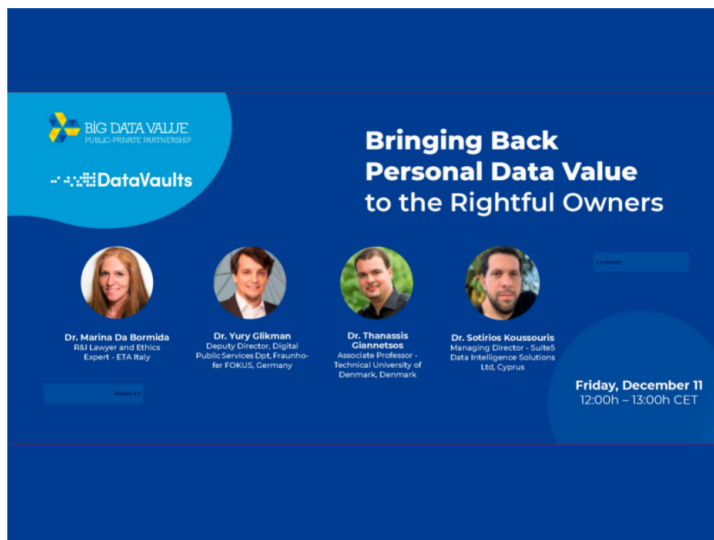 BIG DATA VALUE
PUBLIC-PRIVATE PARTNERSHIP
DataVaults
Bringing Back
Personal Data Value
to the Rightful Owners
Dr. Marina Da Bormida
R&I Lawyer and Ethics
Expert - ETA Italy
Dr. Yury Glikman
Deputy Director, Digital
Public Services Dpt, Fraunho-
fer FOKUS, Germany
Dr. Thanassis
Giannetsos
Associate Professor -
Technical University of
Denmark, Denmark
Dr. Sotirios Koussouris
Managing Director - Suite5
Data Intelligence Solutions
Ltd, Cyprus
Friday, December 11
12:00h – 13:00h CET